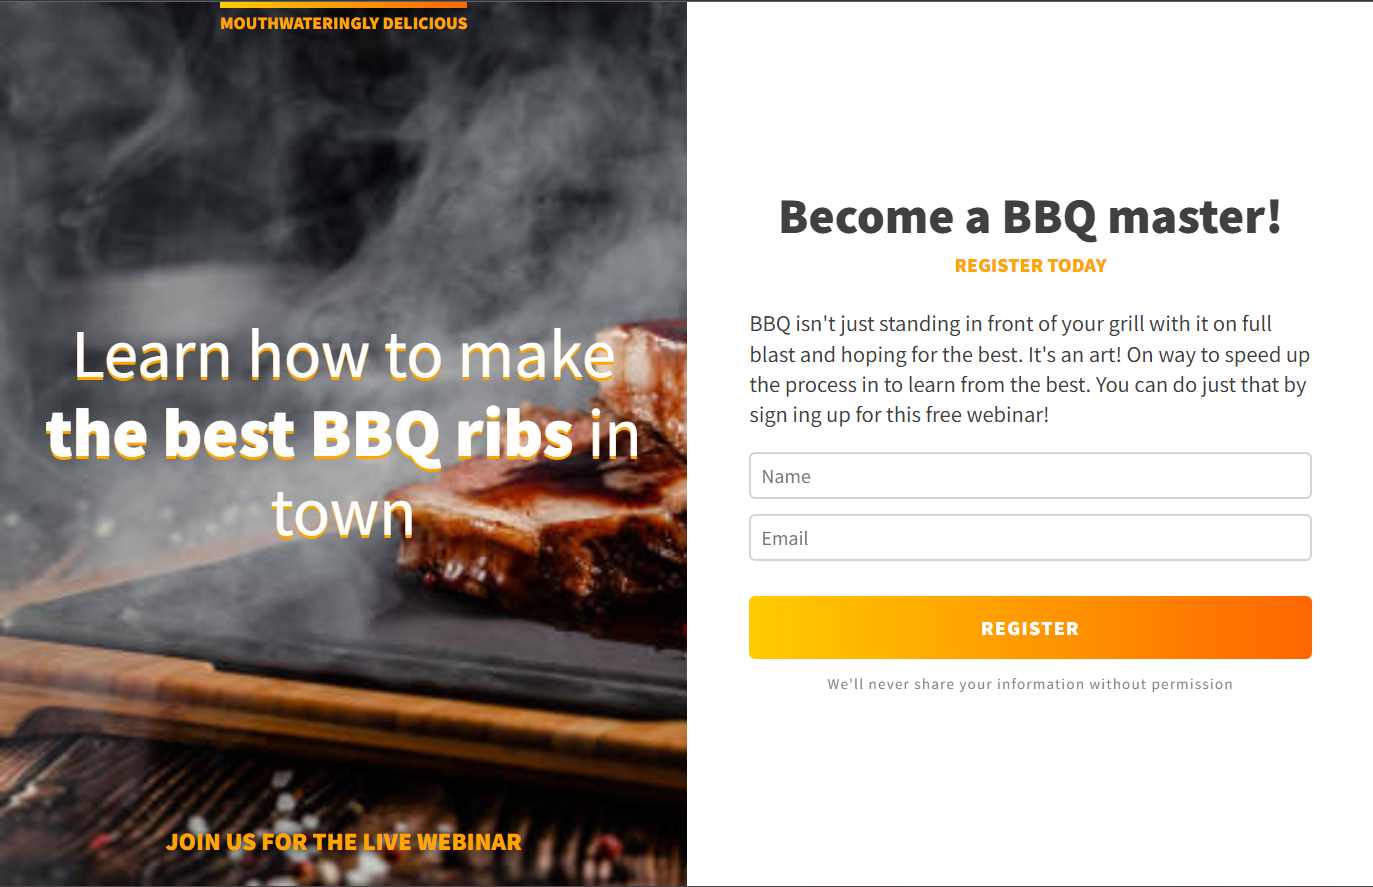 MOUTHWATERINGLY DELICIOUS
Learn how to make
the best BBQ ribs in
town
JOIN US FOR THE LIVE WEBINAR
Become a BBQ master!
REGISTER TODAY
BBQ isn't just standing in front of your grill with it on full
blast and hoping for the best. It's an art! On way to speed up
the process in to learn from the best. You can do just that by
sign ing up for this free webinar!
Name
Email
REGISTER
We'll never share your information without permission